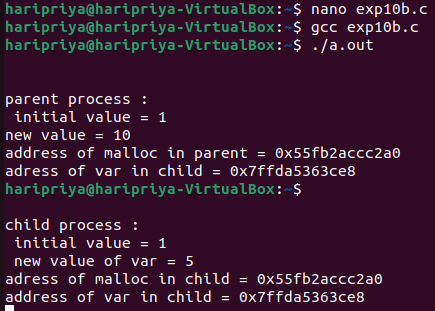 haripriya@haripriya-VirtualBox:~$ nano exp10b.c
haripriya@haripriya-VirtualBox:~$ gcc exp10b.c
haripriya@haripriya-VirtualBox:~$ ./a.out
parent process :
initial value = 1
new value = 10
address of malloc in parent = 0x55fb2accc2a0
adress of var in child = 0x7ffda5363ce8
haripriya@haripriya-VirtualBox:~$
child process :
initial value = 1
new value of var = 5
adress of malloc in child = 0x55fb2accc2a0
address of var in child = 0x7ffda5363ce8